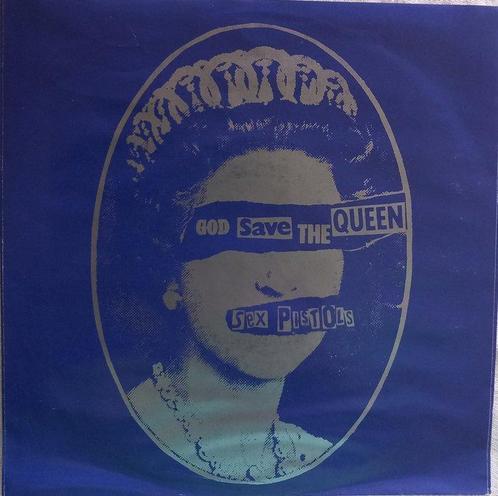 GOD Save THE QUEEN
SEx PISTOLs